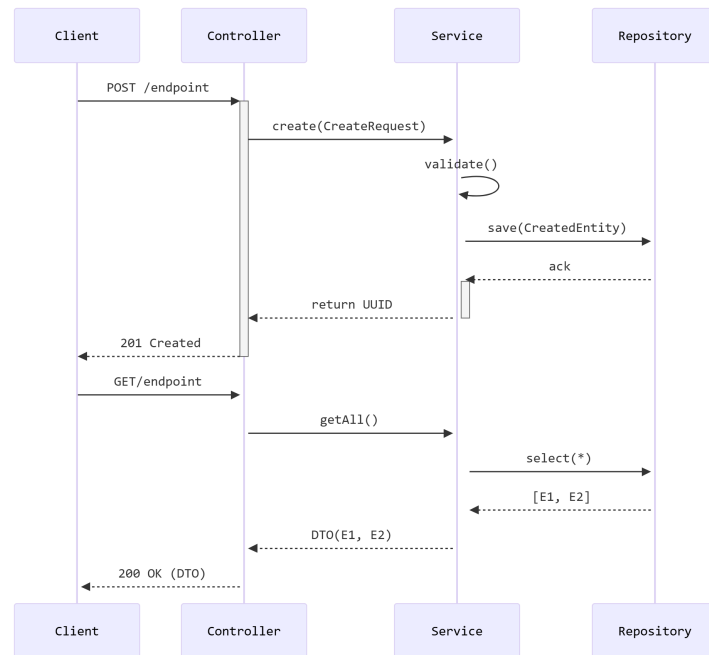 Client
Controller
Service
Repository
POST /endpoint
create(CreateRequest)
validate()
save(CreatedEntity)
ack
return UUID
201 Created
GET/endpoint
getAll()
select(*)
[E1, E2]
DTO(E1, E2)
200 OK (DTO)
Client
Controller
Service
Repository